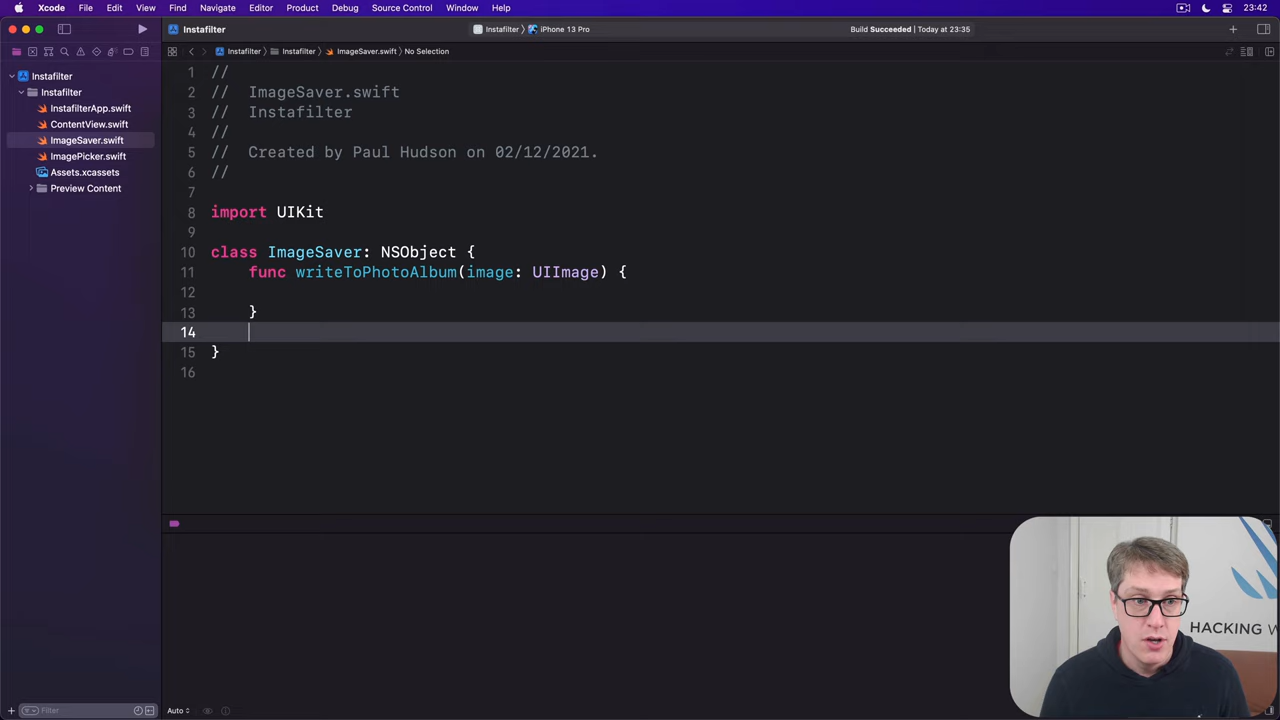 Xcode File Edit View Find Navigate Editor Product Debug Source Control Window Help 23:42
Instafilter Instafilter iPhone 13 Pro Build Succeeded | Today at 23:35
Instafilter Instafilter ImageSaver.swift No Selection
Instafilter
Instafilter
InstafilterApp.swift
ContentView.swift
ImageSaver.swift
ImagePicker.swift
Assets.xcassets
Preview Content
1 //
2 // ImageSaver.swift
3 // Instafilter
4 //
5 // Created by Paul Hudson on 02/12/2021.
6 //
7
8 import UIKit
9
10 class ImageSaver: NSObject {
11 func writeToPhotoAlbum(image: UIImage) {
12
13 }
14
15 }
16
HACKING W
Filter
Auto